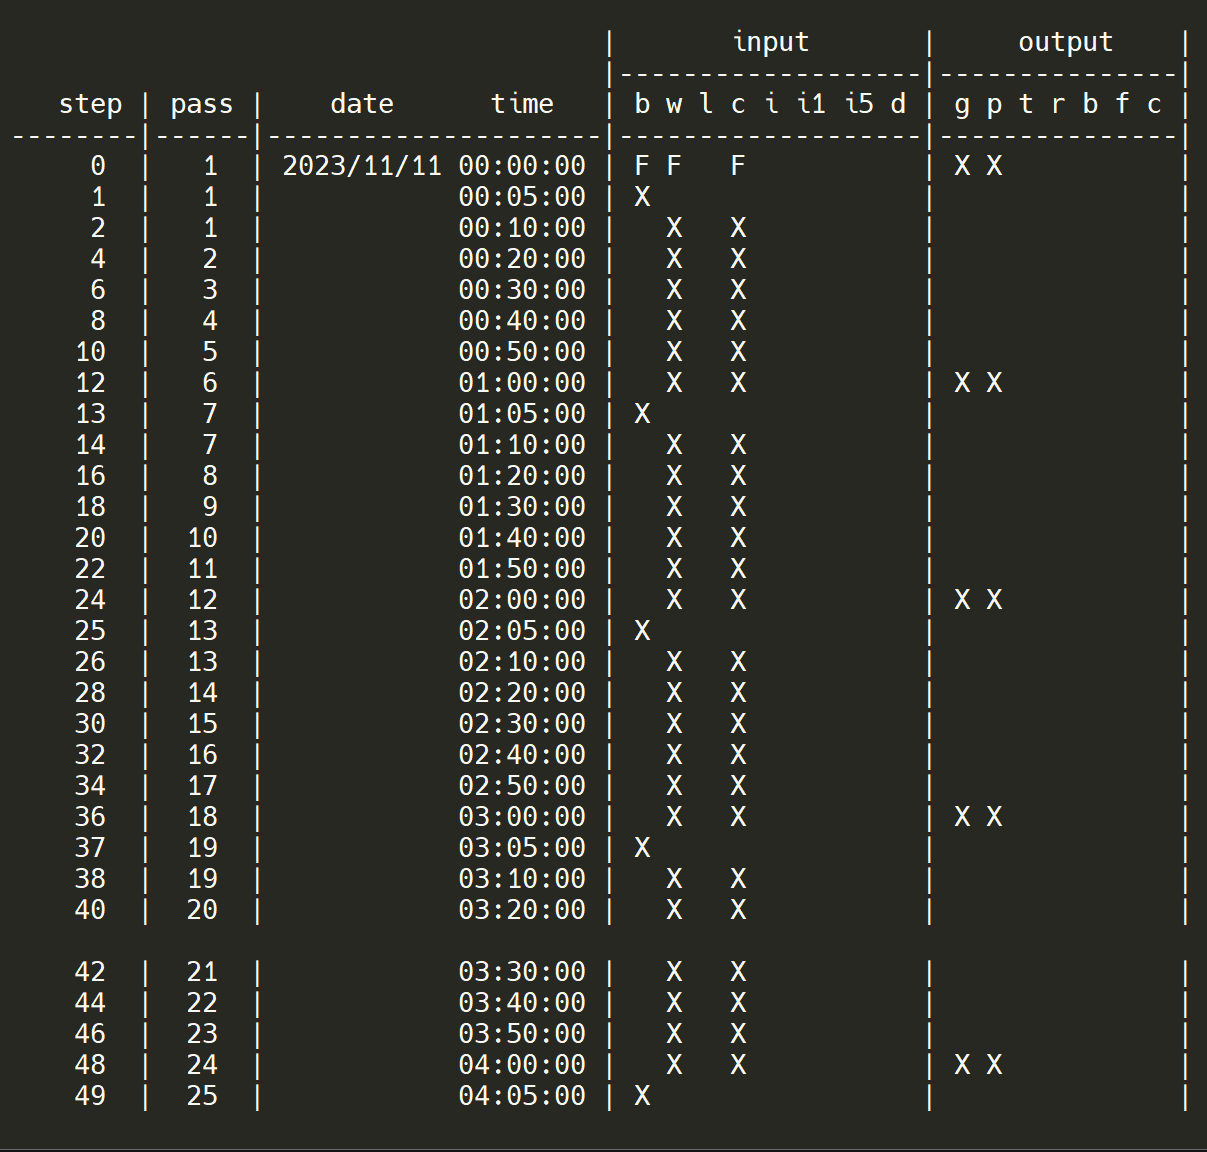 |       input       |     output    |
                                      |-------------------|---------------|
   step | pass |    date      time    | b w l c i i1 i5 d | g p t r b f c |
--------|------|---------------------|-------------------|---------------|
     0  |   1  | 2023/11/11 00:00:00 | F F   F           | X X           |
     1  |   1  |            00:05:00 | X                 |               |
     2  |   1  |            00:10:00 |   X   X           |               |
     4  |   2  |            00:20:00 |   X   X           |               |
     6  |   3  |            00:30:00 |   X   X           |               |
     8  |   4  |            00:40:00 |   X   X           |               |
    10  |   5  |            00:50:00 |   X   X           |               |
    12  |   6  |            01:00:00 |   X   X           | X X           |
    13  |   7  |            01:05:00 | X                 |               |
    14  |   7  |            01:10:00 |   X   X           |               |
    16  |   8  |            01:20:00 |   X   X           |               |
    18  |   9  |            01:30:00 |   X   X           |               |
    20  |  10  |            01:40:00 |   X   X           |               |
    22  |  11  |            01:50:00 |   X   X           |               |
    24  |  12  |            02:00:00 |   X   X           | X X           |
    25  |  13  |            02:05:00 | X                 |               |
    26  |  13  |            02:10:00 |   X   X           |               |
    28  |  14  |            02:20:00 |   X   X           |               |
    30  |  15  |            02:30:00 |   X   X           |               |
    32  |  16  |            02:40:00 |   X   X           |               |
    34  |  17  |            02:50:00 |   X   X           |               |
    36  |  18  |            03:00:00 |   X   X           | X X           |
    37  |  19  |            03:05:00 | X                 |               |
    38  |  19  |            03:10:00 |   X   X           |               |
    40  |  20  |            03:20:00 |   X   X           |               |

    42  |  21  |            03:30:00 |   X   X           |               |
    44  |  22  |            03:40:00 |   X   X           |               |
    46  |  23  |            03:50:00 |   X   X           |               |
    48  |  24  |            04:00:00 |   X   X           | X X           |
    49  |  25  |            04:05:00 | X                 |               |